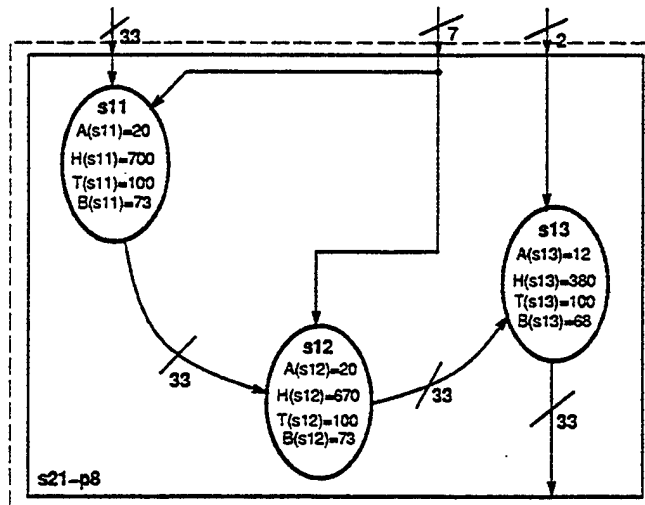 33
7
2
s11
A(s11)=20
H(s11)=700
T(s11)=100
B(s11)=73
s13
A(s13)=12
H(s13)=380
T(s13)=100
B(s13)=68
s12
A(s12)=20
H(s12)=670
T(s12)=100
B(s12)=73
33
33
33
s21-p8